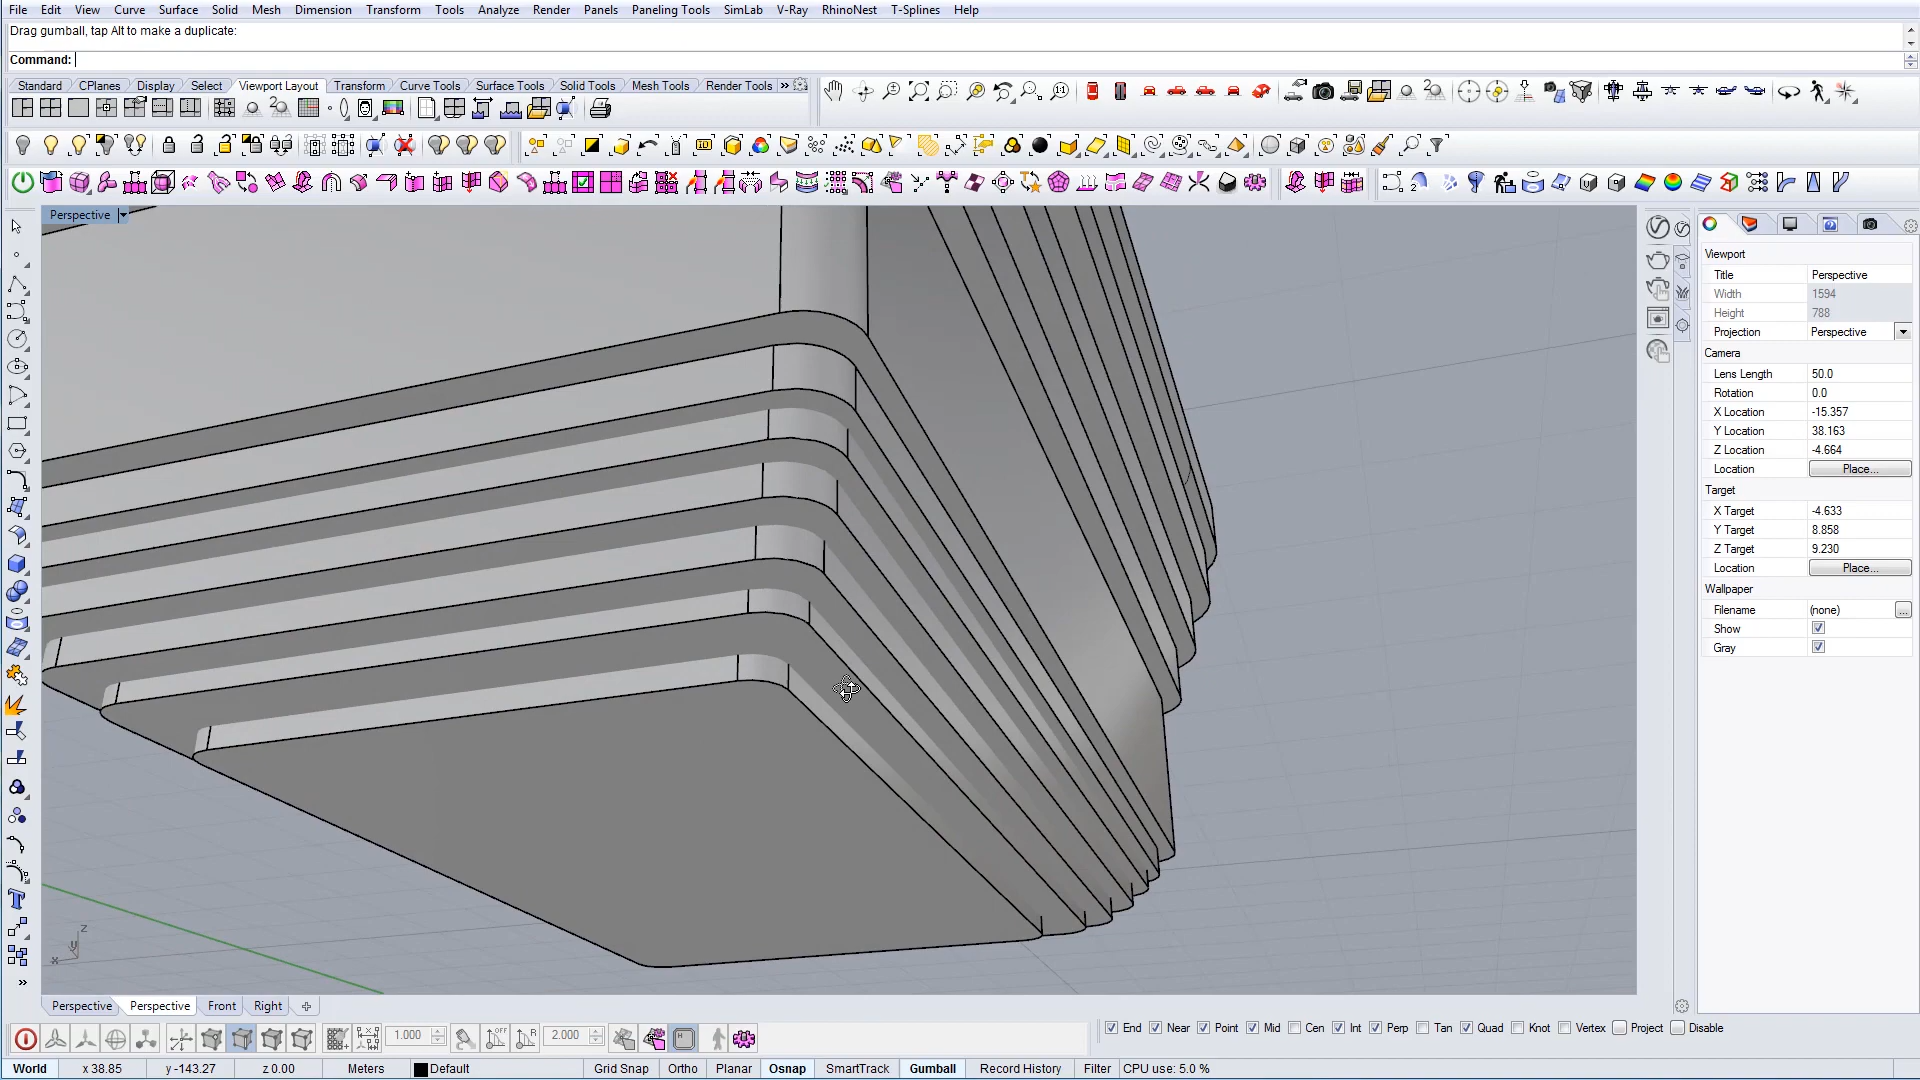 File Edit View Curve Surface Solid Mesh Dimension Transform Tools Analyze Render Panels Paneling Tools SimLab V-Ray RhinoNest T-Splines Help
Drag gumball, tap Alt to make a duplicate:
Command:
Standard CPlanes Display Select Viewport Layout Transform Curve Tools Surface Tools Solid Tools Mesh Tools Render Tools »
Perspective
Viewport
Title Perspective
Width 1594
Height 788
Projection Perspective
Camera
Lens Length 50.0
Rotation 0.0
X Location -15.357
Y Location 38.163
Z Location -4.664
Location Place...
Target
X Target -4.633
Y Target 8.858
Z Target 9.230
Location Place...
Wallpaper
Filename (none) ...
Show
Gray
z
y
x
Perspective Perspective Front Right
1.000 2.000
End Near Point Mid Cen Int Perp Tan Quad Knot Vertex Project Disable
World x 38.85 y -143.27 z 0.00 Meters Default Grid Snap Ortho Planar Osnap SmartTrack Gumball Record History Filter CPU use: 5.0 %